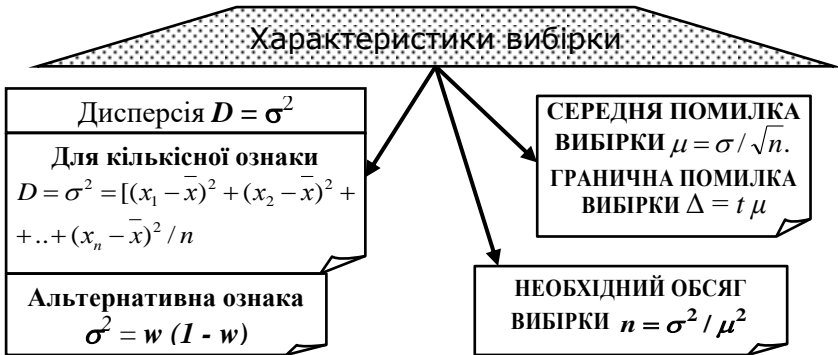 Характеристики вибірки
Дисперсія D = σ²
Для кількісної ознаки
D = σ² = [(x₁ − x̅)² + (x₂ − x̅)² +
+..+ (xₙ − x̅)² / n
Альтернативна ознака
σ² = w (1 - w)
СЕРЕДНЯ ПОМИЛКА
ВИБІРКИ μ = σ / √n.
ГРАНИЧНА ПОМИЛКА
ВИБІРКИ Δ = t μ
НЕОБХІДНИЙ ОБСЯГ
ВИБІРКИ n = σ² / μ²